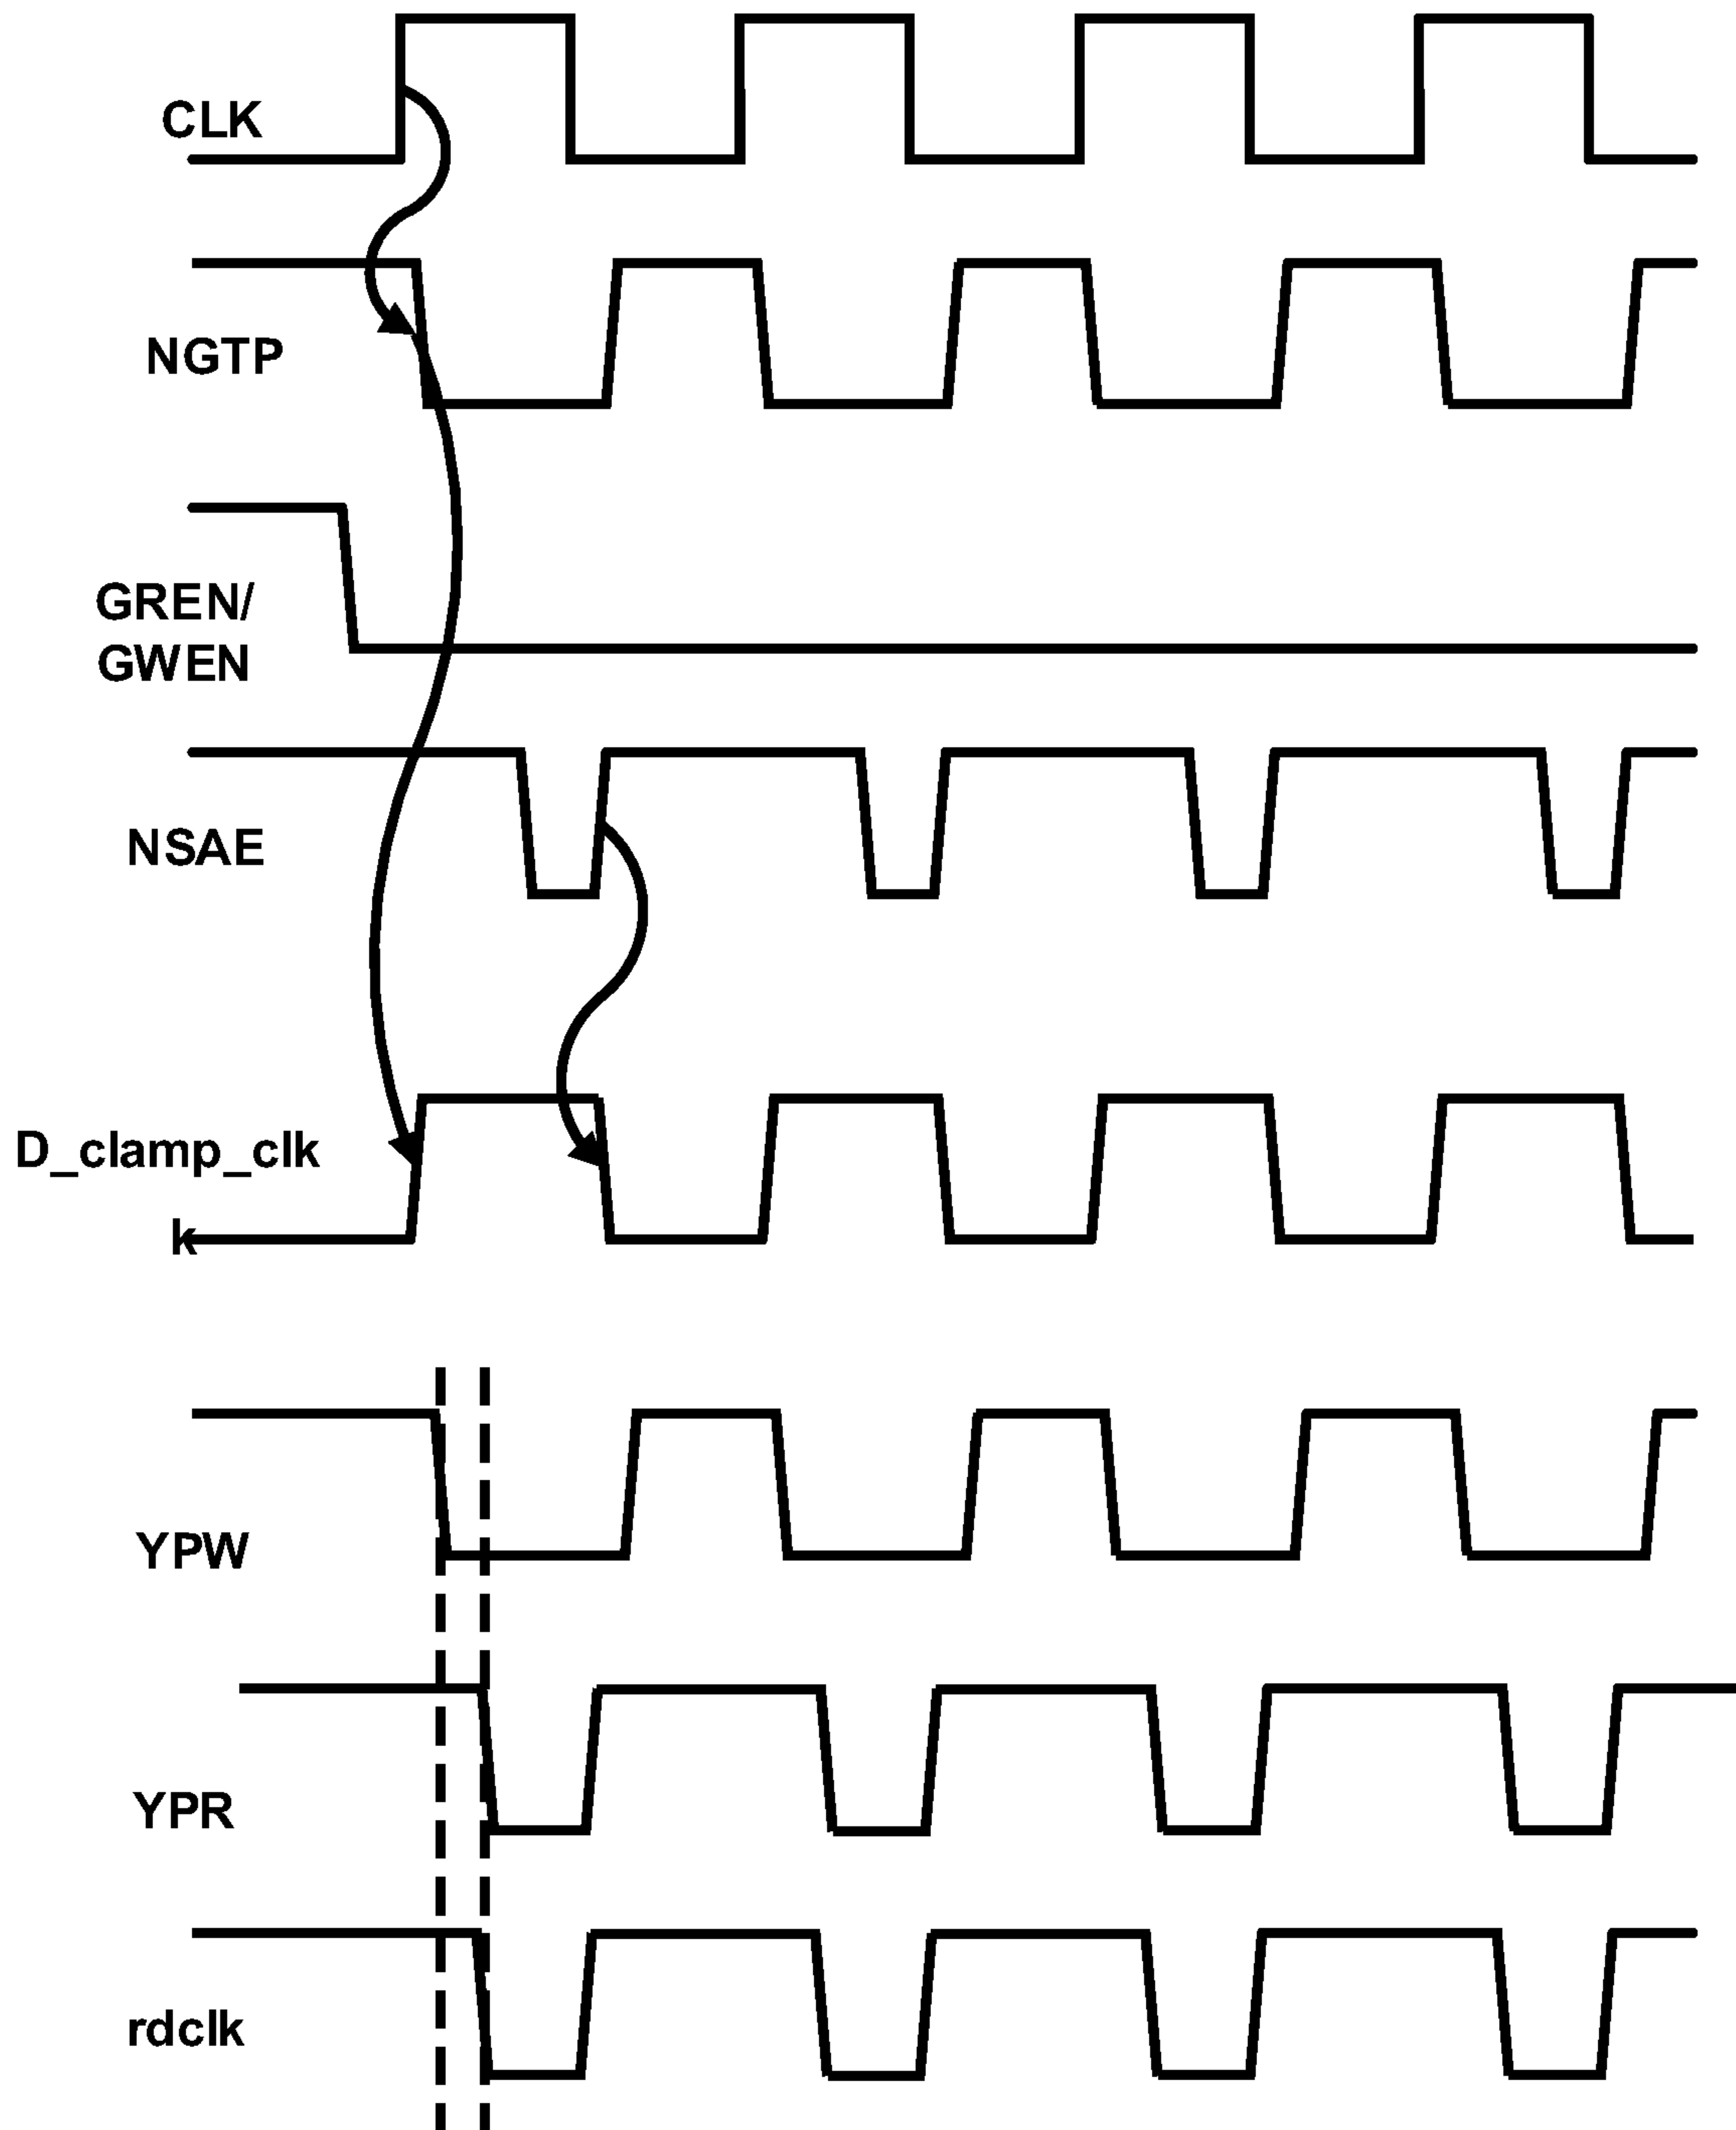 CLK
NGTP
GREN/
GWEN
NSAE
D_clamp_clk
k
YPW
YPR
rdclk